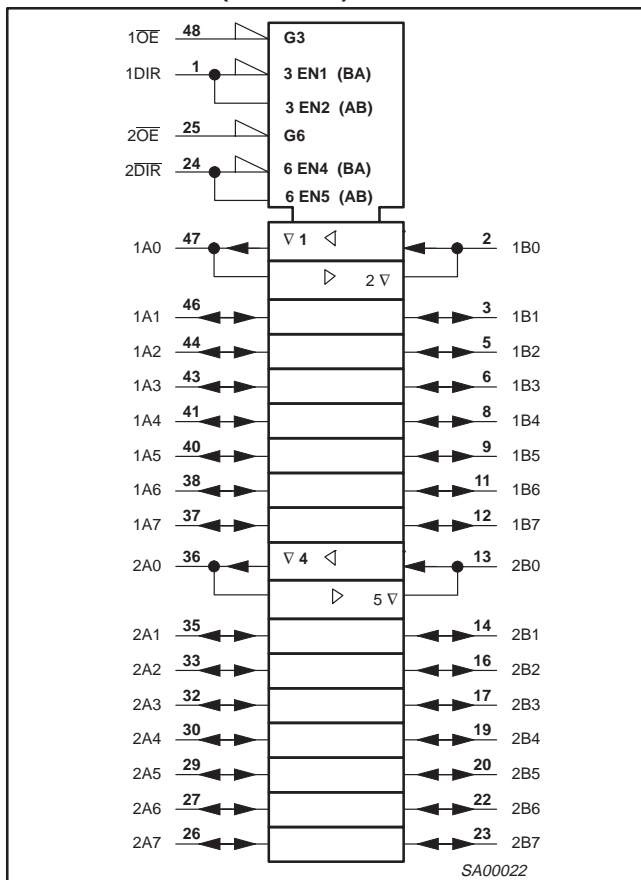 1O̅E̅ 48 G3
1DIR 1 3 EN1 (BA)
3 EN2 (AB)
2O̅E̅ 25 G6
2D̅I̅R̅ 24 6 EN4 (BA)
6 EN5 (AB)
1A0 47 ∇ 1 ◁ 2 1B0
▷ 2 ∇
1A1 46 3 1B1
1A2 44 5 1B2
1A3 43 6 1B3
1A4 41 8 1B4
1A5 40 9 1B5
1A6 38 11 1B6
1A7 37 12 1B7
2A0 36 ∇ 4 ◁ 13 2B0
▷ 5 ∇
2A1 35 14 2B1
2A2 33 16 2B2
2A3 32 17 2B3
2A4 30 19 2B4
2A5 29 20 2B5
2A6 27 22 2B6
2A7 26 23 2B7
SA00022